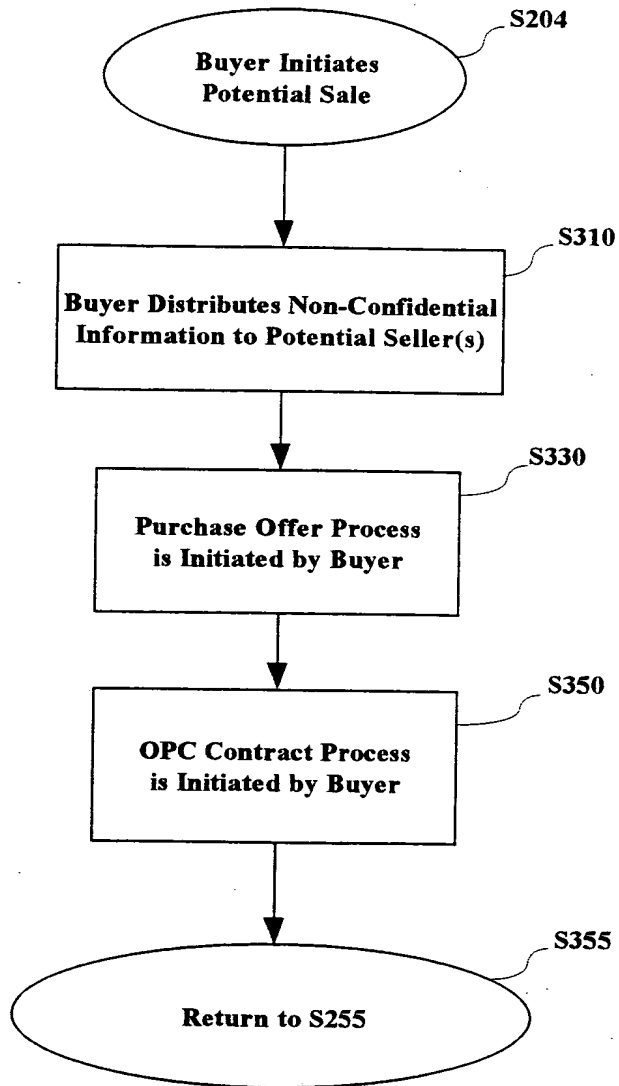 S204
Buyer Initiates
Potential Sale
S310
Buyer Distributes Non-Confidential
Information to Potential Seller(s)
S330
Purchase Offer Process
is Initiated by Buyer
S350
OPC Contract Process
is Initiated by Buyer
S355
Return to S255